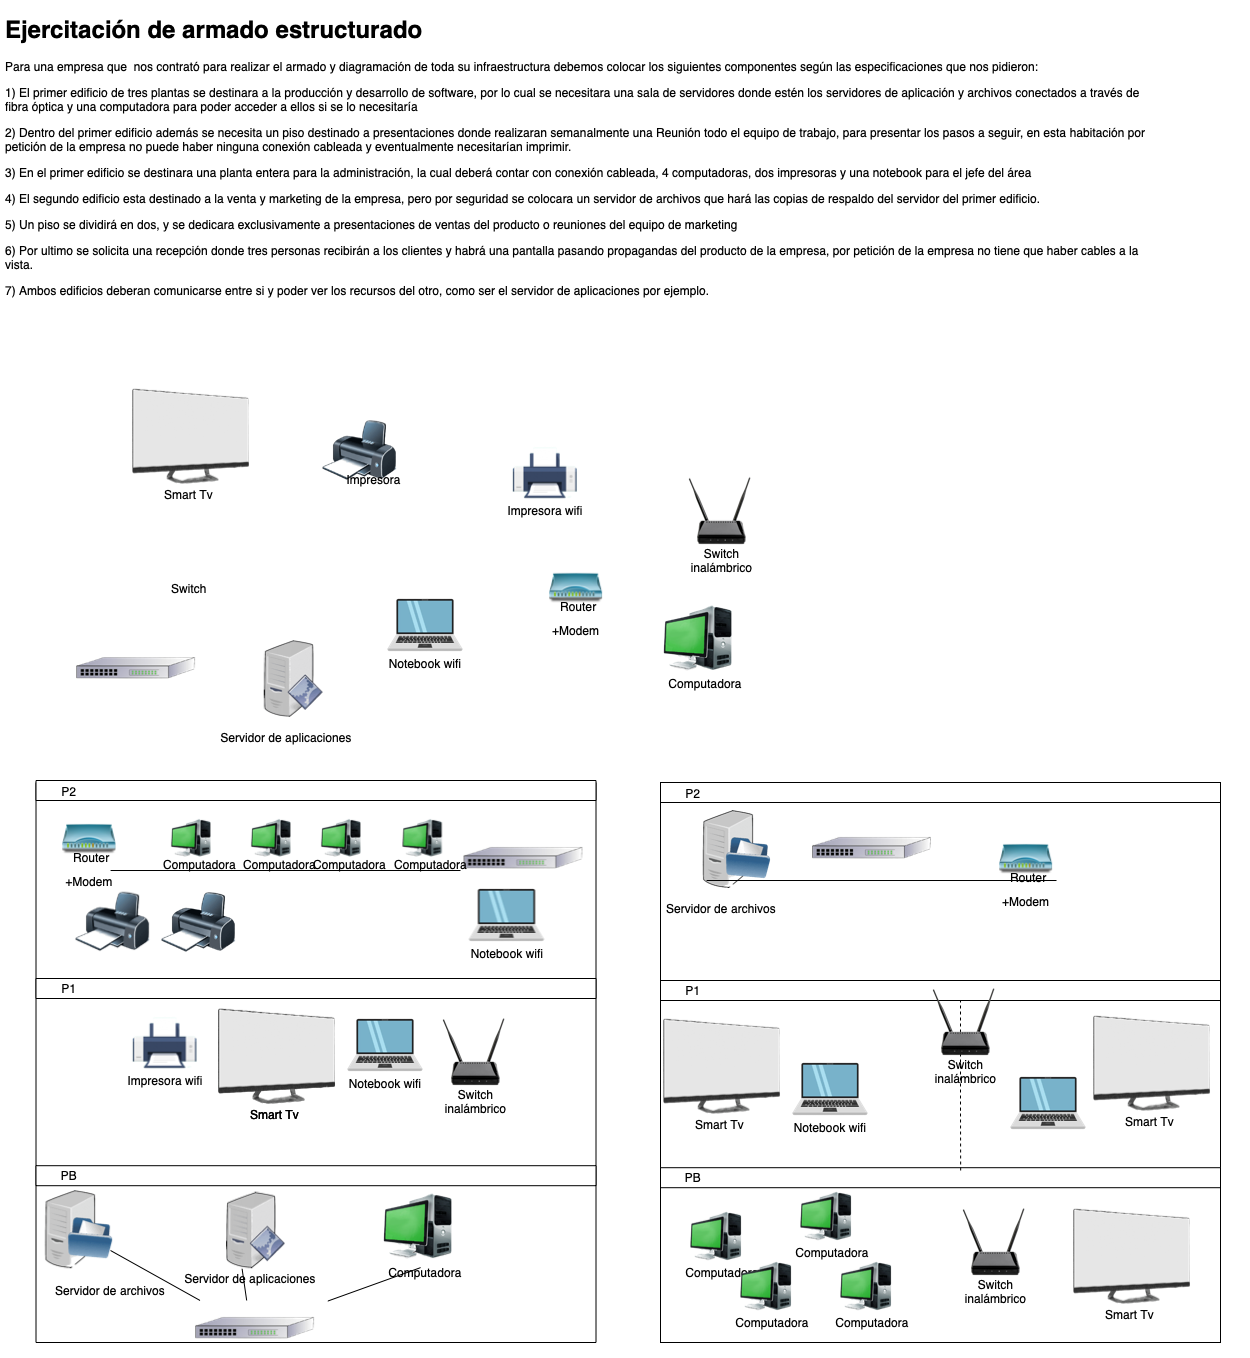 Ejercitación de armado estructurado
Para una empresa que  nos contrató para realizar el armado y diagramación de toda su infraestructura debemos colocar los siguientes componentes según las especificaciones que nos pidieron:
1) El primer edificio de tres plantas se destinara a la producción y desarrollo de software, por lo cual se necesitara una sala de servidores donde estén los servidores de aplicación y archivos conectados a través de
fibra óptica y una computadora para poder acceder a ellos si se lo necesitaría
2) Dentro del primer edificio además se necesita un piso destinado a presentaciones donde realizaran semanalmente una Reunión todo el equipo de trabajo, para presentar los pasos a seguir, en esta habitación por
petición de la empresa no puede haber ninguna conexión cableada y eventualmente necesitarían imprimir.
3) En el primer edificio se destinara una planta entera para la administración, la cual deberá contar con conexión cableada, 4 computadoras, dos impresoras y una notebook para el jefe del área
4) El segundo edificio esta destinado a la venta y marketing de la empresa, pero por seguridad se colocara un servidor de archivos que hará las copias de respaldo del servidor del primer edificio.
5) Un piso se dividirá en dos, y se dedicara exclusivamente a presentaciones de ventas del producto o reuniones del equipo de marketing
6) Por ultimo se solicita una recepción donde tres personas recibirán a los clientes y habrá una pantalla pasando propagandas del producto de la empresa, por petición de la empresa no tiene que haber cables a la
vista.
7) Ambos edificios deberan comunicarse entre si y poder ver los recursos del otro, como ser el servidor de aplicaciones por ejemplo.
Smart Tv
Impresora
Impresora wifi
Switch
inalámbrico
Switch
Notebook wifi
Router
+Modem
Computadora
Servidor de aplicaciones
P2
Router
+Modem
Computadora
Computadora
Computadora
Computadora
Notebook wifi
P1
Impresora wifi
Smart Tv
Notebook wifi
Switch
inalámbrico
PB
Servidor de archivos
Servidor de aplicaciones
Computadora
P2
Servidor de archivos
Router
+Modem
P1
Smart Tv
Notebook wifi
Switch
inalámbrico
Smart Tv
PB
Computadora
Computadora
Computadora
Computadora
Switch
inalámbrico
Smart Tv